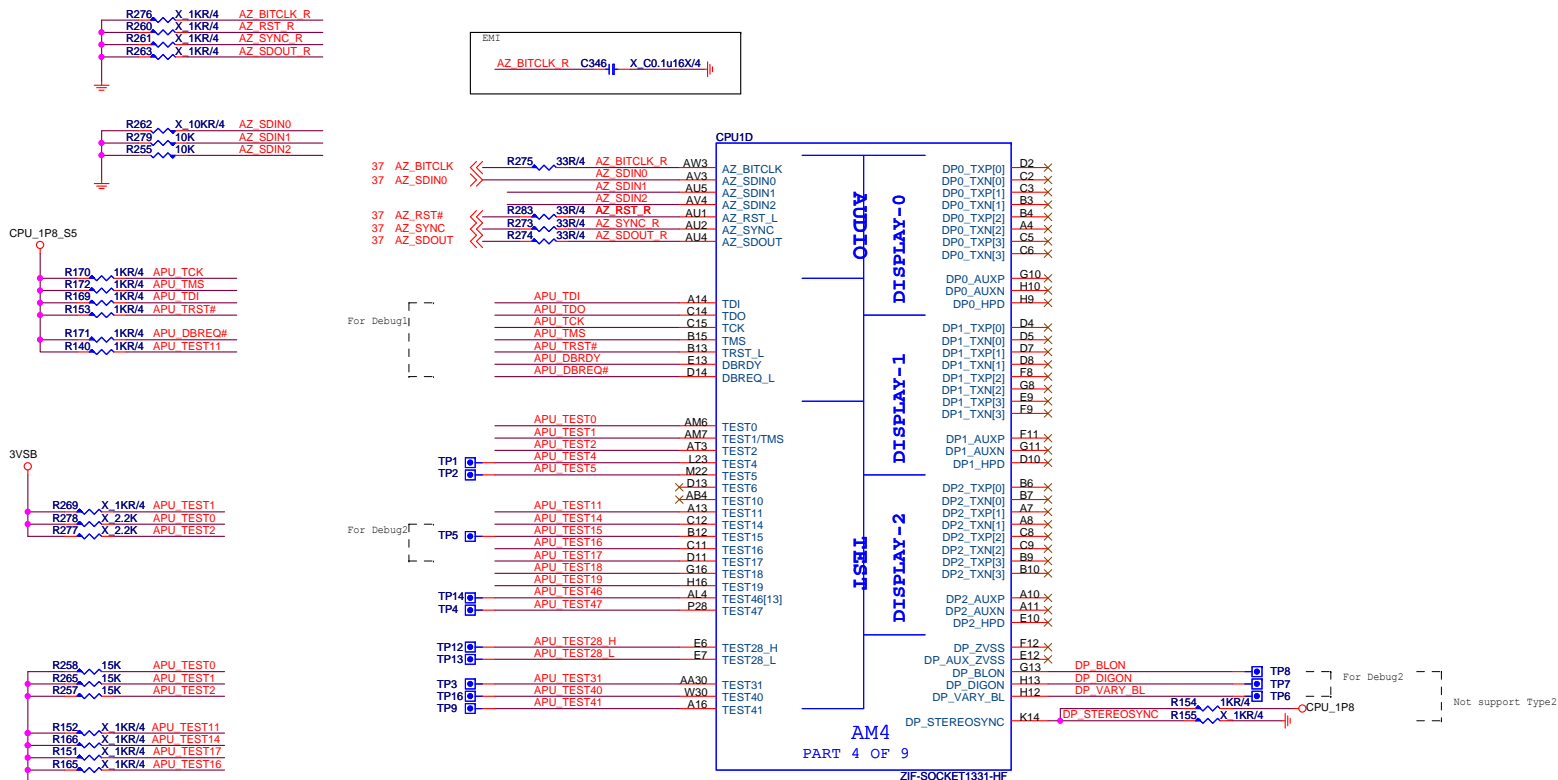 R276 X_1KR/4 AZ_BITCLK_R
R260 X_1KR/4 AZ_RST_R
R261 X_1KR/4 AZ_SYNC_R
R263 X_1KR/4 AZ_SDOUT_R
EMI
AZ_BITCLK_R C346 X_C0.1u16X/4
R262 X_10KR/4 AZ_SDIN0
R279 10K AZ_SDIN1
R255 10K AZ_SDIN2
CPU_1P8_S5
R170 1KR/4 APU_TCK
R172 1KR/4 APU_TMS
R169 1KR/4 APU_TDI
R153 1KR/4 APU_TRST#
R171 1KR/4 APU_DBREQ#
R140 1KR/4 APU_TEST11
3VSB
R269 X_1KR/4 APU_TEST1
R278 X_2.2K APU_TEST0
R277 X_2.2K APU_TEST2
R258 15K APU_TEST0
R265 15K APU_TEST1
R257 15K APU_TEST2
R152 X_1KR/4 APU_TEST11
R166 X_1KR/4 APU_TEST14
R151 X_1KR/4 APU_TEST17
R165 X_1KR/4 APU_TEST16
CPU1D
37 AZ_BITCLK R275 33R/4 AZ_BITCLK_R AW3 AZ_BITCLK
37 AZ_SDIN0 AZ_SDIN0 AV3 AZ_SDIN0
AZ_SDIN1 AU5 AZ_SDIN1
AZ_SDIN2 AV4 AZ_SDIN2
37 AZ_RST# R283 33R/4 AZ_RST_R AU1 AZ_RST_L
37 AZ_SYNC R273 33R/4 AZ_SYNC_R AU2 AZ_SYNC
37 AZ_SDOUT R274 33R/4 AZ_SDOUT_R AU4 AZ_SDOUT
For Debug1
APU_TDI A14 TDI
APU_TDO C14 TDO
APU_TCK C15 TCK
APU_TMS B15 TMS
APU_TRST# B13 TRST_L
APU_DBRDY E13 DBRDY
APU_DBREQ# D14 DBREQ_L
APU_TEST0 AM6 TEST0
APU_TEST1 AM7 TEST1/TMS
APU_TEST2 AT3 TEST2
TP1 APU_TEST4 L23 TEST4
TP2 APU_TEST5 M22 TEST5
D13 TEST6
AB4 TEST10
APU_TEST11 A13 TEST11
APU_TEST14 C12 TEST14
For Debug2
TP5 APU_TEST15 B12 TEST15
APU_TEST16 C11 TEST16
APU_TEST17 D11 TEST17
APU_TEST18 G16 TEST18
APU_TEST19 H16 TEST19
TP14 APU_TEST46 AL4 TEST46[13]
TP4 APU_TEST47 P28 TEST47
TP12 APU_TEST28_H E6 TEST28_H
TP13 APU_TEST28_L E7 TEST28_L
TP3 APU_TEST31 AA30 TEST31
TP16 APU_TEST40 W30 TEST40
TP9 APU_TEST41 A16 TEST41
AUDIO
TEST
DISPLAY-0
DISPLAY-1
DISPLAY-2
DP0_TXP[0] D2
DP0_TXN[0] C2
DP0_TXP[1] C3
DP0_TXN[1] B3
DP0_TXP[2] B4
DP0_TXN[2] A4
DP0_TXP[3] C5
DP0_TXN[3] C6
DP0_AUXP G10
DP0_AUXN H10
DP0_HPD H9
DP1_TXP[0] D4
DP1_TXN[0] D5
DP1_TXP[1] D7
DP1_TXN[1] D8
DP1_TXP[2] F8
DP1_TXN[2] G8
DP1_TXP[3] E9
DP1_TXN[3] F9
DP1_AUXP F11
DP1_AUXN G11
DP1_HPD D10
DP2_TXP[0] B6
DP2_TXN[0] B7
DP2_TXP[1] A7
DP2_TXN[1] A8
DP2_TXP[2] C8
DP2_TXN[2] C9
DP2_TXP[3] B9
DP2_TXN[3] B10
DP2_AUXP A10
DP2_AUXN A11
DP2_HPD E10
DP_ZVSS F12
DP_AUX_ZVSS E12
DP_BLON G13 DP_BLON TP8
DP_DIGON H13 DP_DIGON TP7
DP_VARY_BL H12 DP_VARY_BL TP6
For Debug2
Not support Type2
R154 1KR/4 CPU_1P8
DP_STEREOSYNC K14 DP_STEREOSYNC R155 X_1KR/4
AM4
PART 4 OF 9
ZIF-SOCKET1331-HF